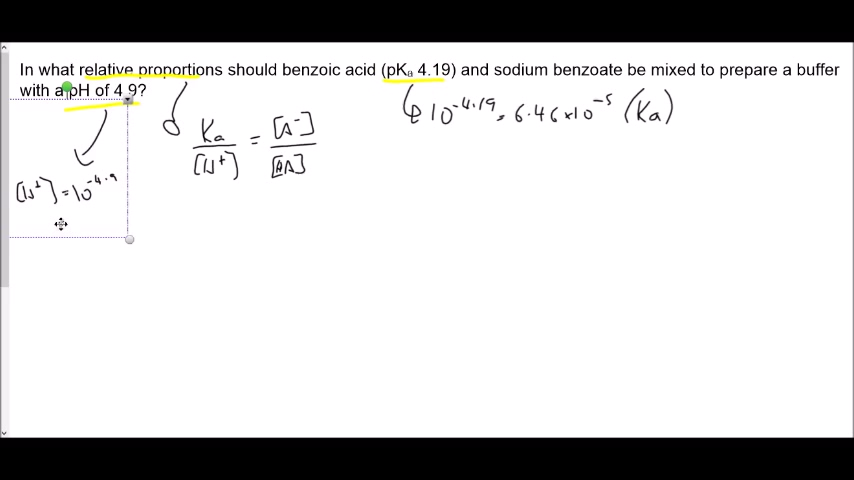 In what relative proportions should benzoic acid (pKₐ 4.19) and sodium benzoate be mixed to prepare a buffer
with a pH of 4.9?
10^-4.19 = 6.46×10^-5 (Ka)
Ka/[H⁺] = [A⁻]/[HA]
[H⁺] = 10^-4.9